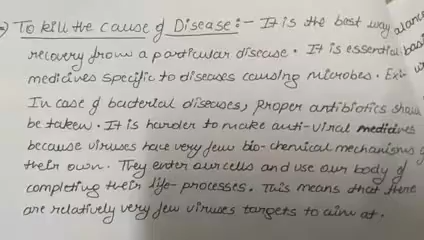 To kill the cause of Disease:- It is the best way
recovery from a particular disease. It is essential
medicines specific to diseases causing microbes. Ex:-
In case of bacterial diseases, proper antibiotics shou
be taken. It is harder to make anti-viral medicines
because viruses have very few bio-chemical mechanisms
their own. They enter our cells and use our body of
completing their life-processes. This means that there
are relatively very few viruses targets to aim at.